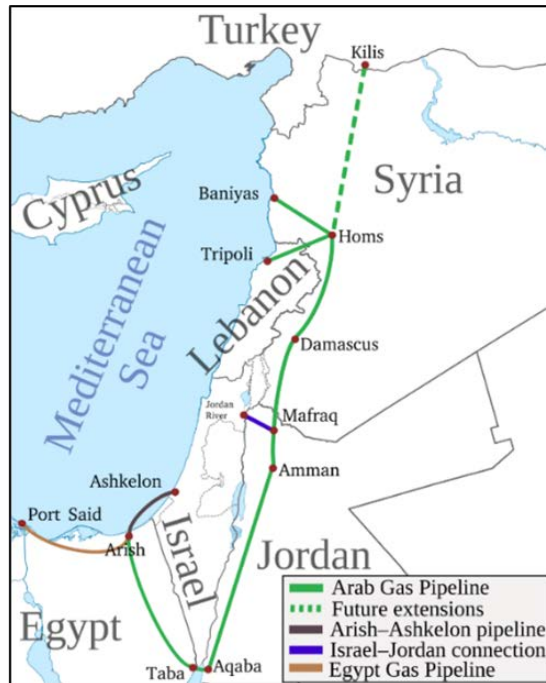 Turkey
Kilis
Cyprus
Baniyas
Syria
Homs
Tripoli
Mediterranean
Sea
Lebanon
Damascus
Jordan
River
Mafraq
Ashkelon
Amman
Port Said
Arish
Israel
Jordan
Egypt
Taba
Aqaba
Arab Gas Pipeline
Future extensions
Arish–Ashkelon pipeline
Israel–Jordan connection
Egypt Gas Pipeline